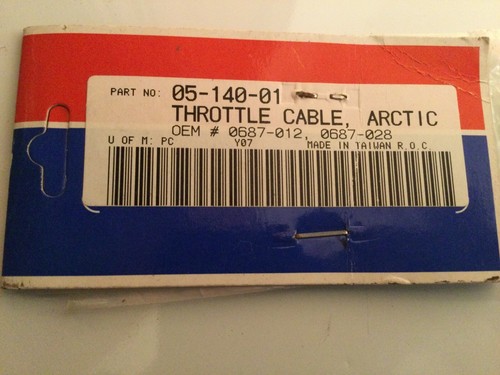 PART NO: 05-140-01
THROTTLE CABLE, ARCTIC
OEM # 0687-012, 0687-028
U OF M: PC Y07 MADE IN TAIWAN R.O.C.